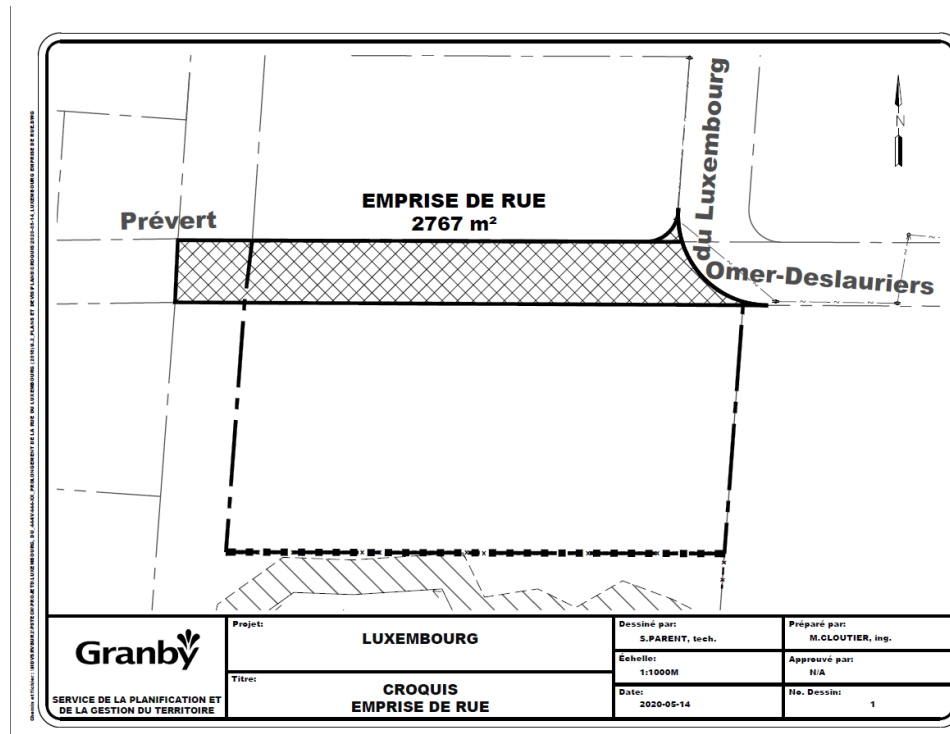 du Luxembourg
N
EMPRISE DE RUE
2767 m²
Prévert
Omer-Deslauriers
Granby
SERVICE DE LA PLANIFICATION ET
DE LA GESTION DU TERRITOIRE
Projet:
LUXEMBOURG
Titre:
CROQUIS
EMPRISE DE RUE
Dessiné par:
S.PARENT, tech.
Préparé par:
M.CLOUTIER, ing.
Échelle:
1:1000M
Approuvé par:
N/A
Date:
2020-05-14
No. Dessin:
1